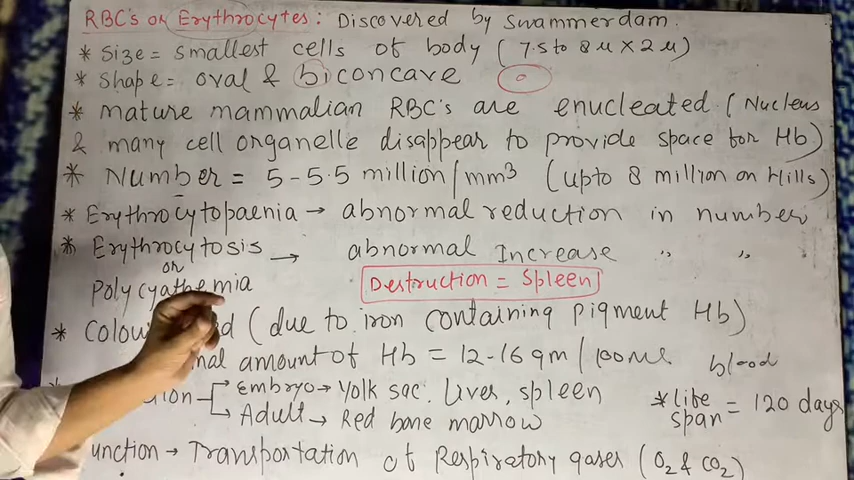 RBC's or Erythrocytes: Discovered by Swammerdam.
* Size = smallest cells of body (7.5 to 8 µ × 2 µ)
* Shape = oval & biconcave
* mature mammalian RBC's are enucleated (Nucleus
& many cell organelle disappear to provide space for Hb)
* Number = 5-5.5 million/mm³ (upto 8 million on Hills)
* Erythrocytopaenia → abnormal reduction in number
* Erythrocytosis → abnormal Increase " "
or
Polycyathemia
Destruction = Spleen
* Colou d (due to iron containing pigment Hb)
nal amount of Hb = 12-16 gm/100ml blood
tion Embryo → Yolk sac, Liver, spleen
Adult → Red bone marrow
* Life span = 120 days
unction → Transportation of Respiratory gases (O₂ & CO₂)